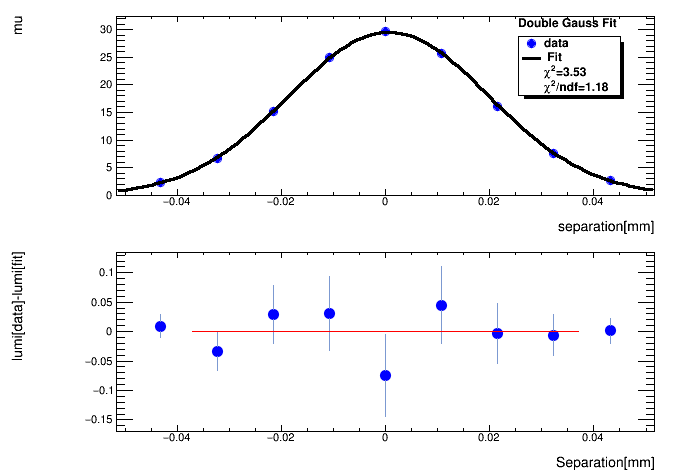 mu
Double Gauss Fit
data
Fit
χ²=3.53
χ²/ndf=1.18
30
25
20
15
10
5
0
−0.04 −0.02 0 0.02 0.04
separation[mm]
lumi[data]-lumi[fit]
0.1
0.05
0
−0.05
−0.1
−0.15
−0.04 −0.02 0 0.02 0.04
Separation[mm]